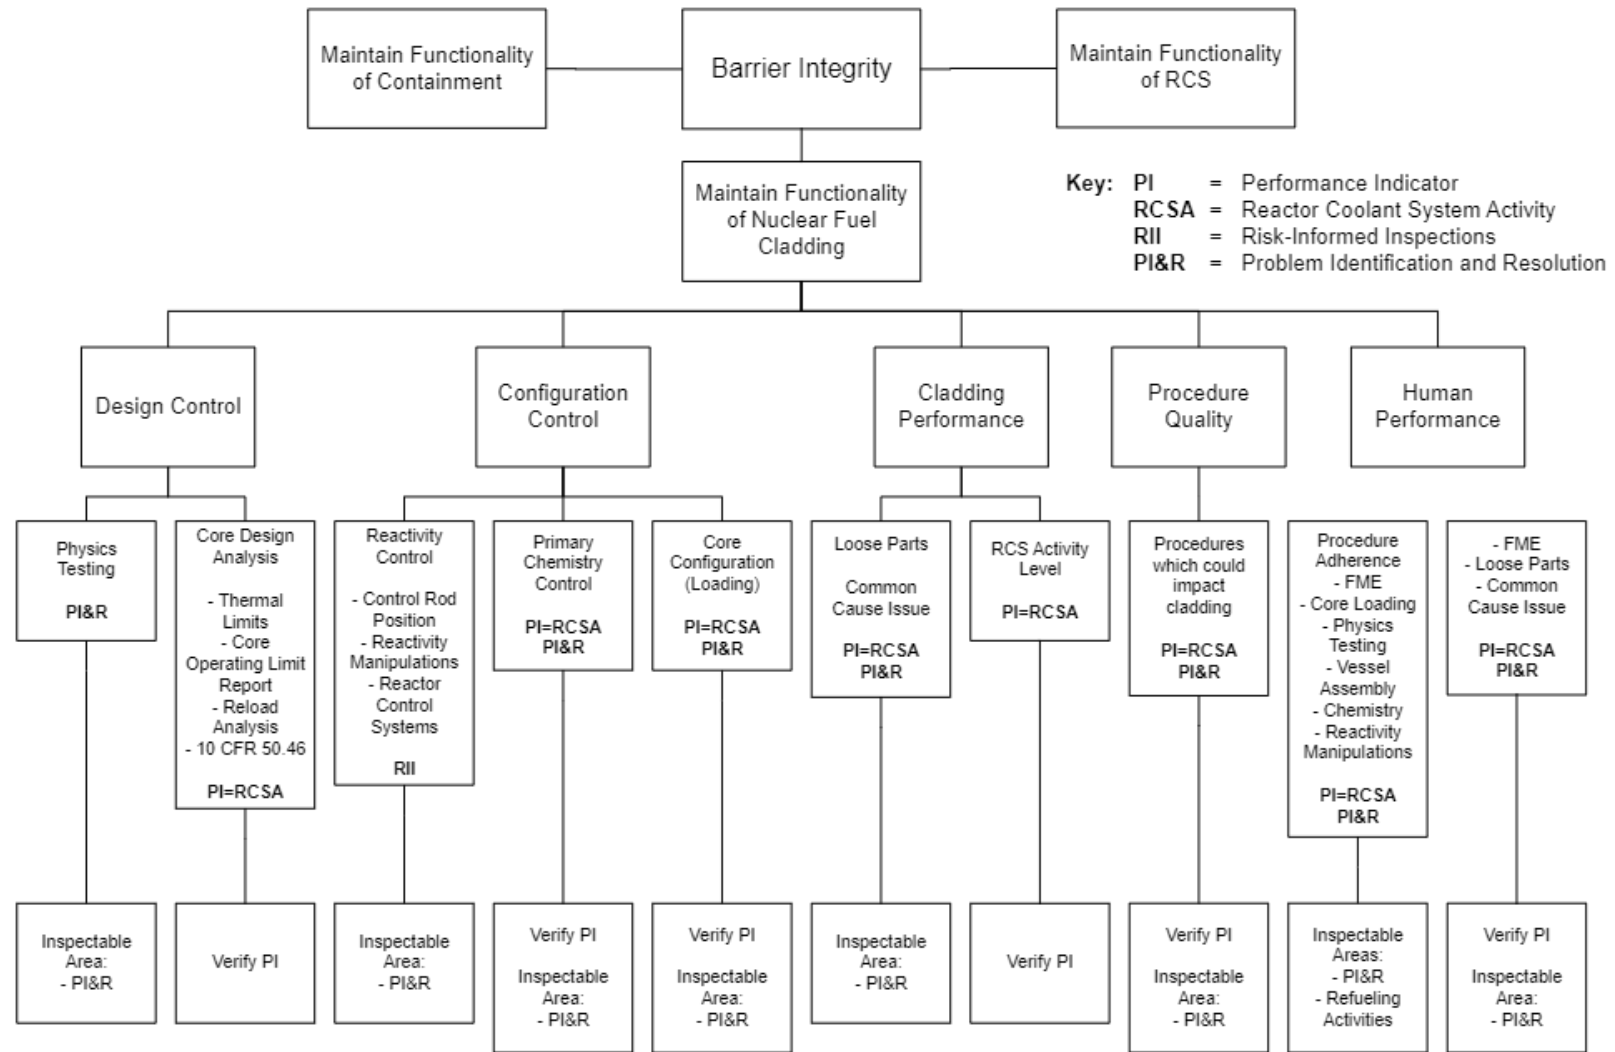 Maintain Functionality
of Containment
Barrier Integrity
Maintain Functionality
of RCS
Maintain Functionality
of Nuclear Fuel
Cladding
Key: PI = Performance Indicator
RCSA = Reactor Coolant System Activity
RII = Risk-Informed Inspections
PI&R = Problem Identification and Resolution
Design Control
Configuration
Control
Cladding
Performance
Procedure
Quality
Human
Performance
Physics
Testing
PI&R
Core Design
Analysis
- Thermal
Limits
- Core
Operating Limit
Report
- Reload
Analysis
- 10 CFR 50.46
PI=RCSA
Reactivity
Control
- Control Rod
Position
- Reactivity
Manipulations
- Reactor
Control
Systems
RII
Primary
Chemistry
Control
PI=RCSA
PI&R
Core
Configuration
(Loading)
PI=RCSA
PI&R
Loose Parts
Common
Cause Issue
PI=RCSA
PI&R
RCS Activity
Level
PI=RCSA
Procedures
which could
impact
cladding
PI=RCSA
PI&R
Procedure
Adherence
- FME
- Core Loading
- Physics
Testing
- Vessel
Assembly
- Chemistry
- Reactivity
Manipulations
PI=RCSA
PI&R
- FME
- Loose Parts
- Common
Cause Issue
PI=RCSA
PI&R
Inspectable
Area:
- PI&R
Verify PI
Inspectable
Area:
- PI&R
Verify PI
Inspectable
Area:
- PI&R
Verify PI
Inspectable
Area:
- PI&R
Inspectable
Area:
- PI&R
Verify PI
Verify PI
Inspectable
Area:
- PI&R
Inspectable
Areas:
- PI&R
- Refueling
Activities
Verify PI
Inspectable
Area:
- PI&R